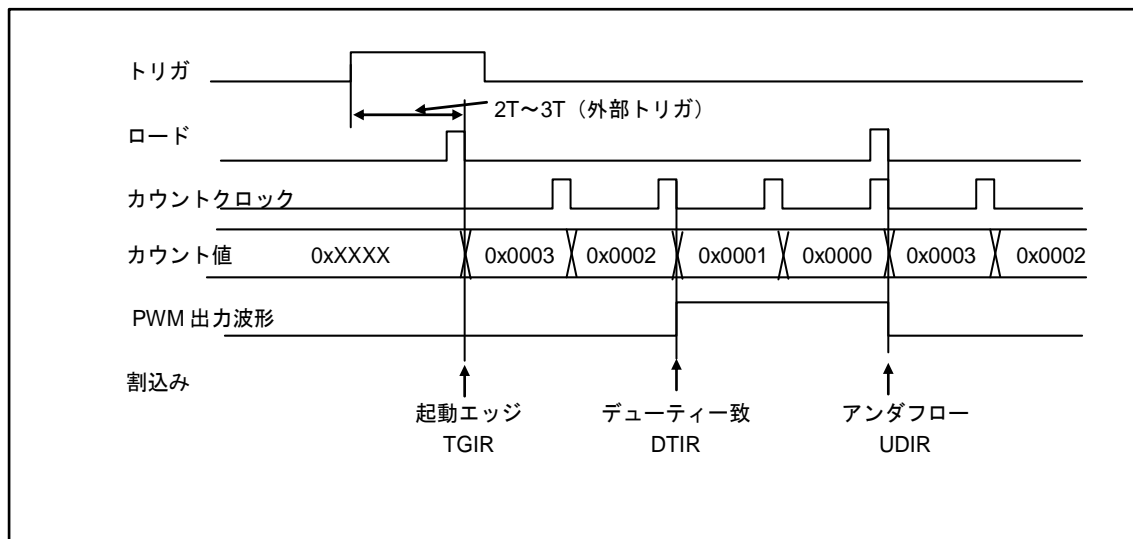 トリガ
2T～3T（外部トリガ）
ロード
カウントクロック
カウント値 0xXXXX 0x0003 0x0002 0x0001 0x0000 0x0003 0x0002
PWM 出力波形
割込み
起動エッジ デューティ一致 アンダフロー
TGIR DTIR UDIR